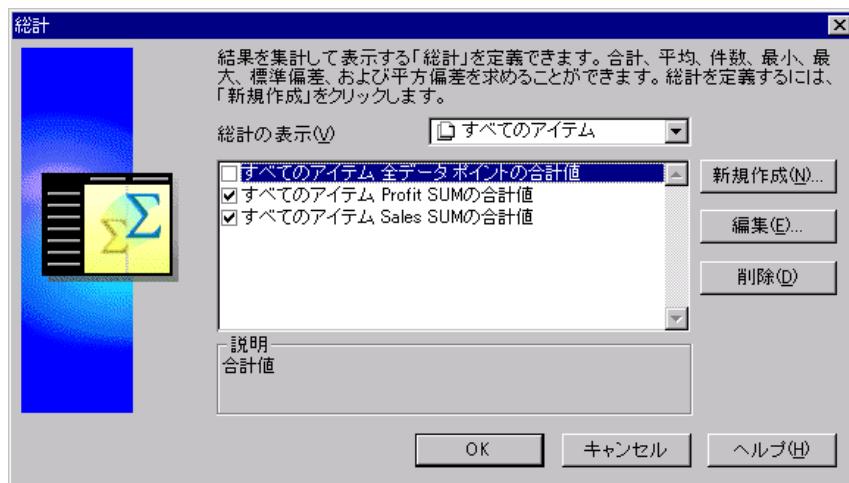 総計
結果を集計して表示する「総計」を定義できます。合計、平均、件数、最小、最
大、標準偏差、および平方偏差を求めることができます。総計を定義するには、
「新規作成」をクリックします。
総計の表示(V)
すべてのアイテム
すべてのアイテム 全データ ポイントの合計値
すべてのアイテム Profit SUMの合計値
すべてのアイテム Sales SUMの合計値
新規作成(N)...
編集(E)...
削除(D)
説明
合計値
OK
キャンセル
ヘルプ(H)